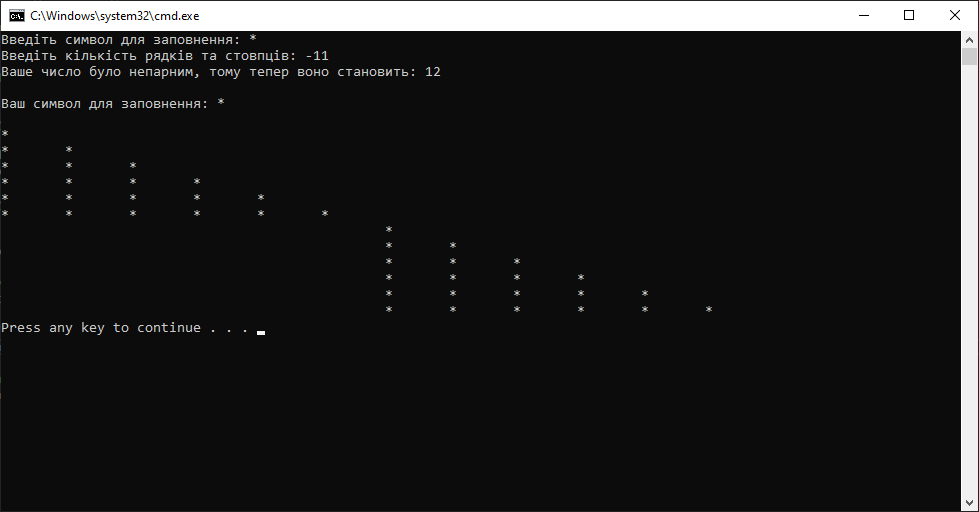 C:\Windows\system32\cmd.exe
Введіть символ для заповнення: *
Введіть кількість рядків та стовпців: -11
Ваше число було непарним, тому тепер воно становить: 12
Ваш символ для заповнення: *
*
*       *
*       *       *
*       *       *       *
*       *       *       *       *
*       *       *       *       *       *
                                                *
                                                *       *
                                                *       *       *
                                                *       *       *       *
                                                *       *       *       *       *
                                                *       *       *       *       *       *
Press any key to continue . . .